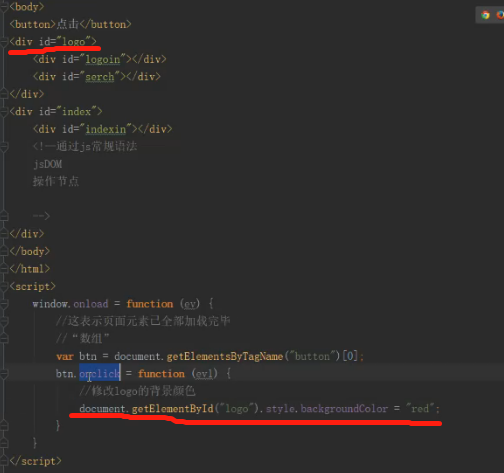 <body>
<button>点击</button>
<div id="logo">
<div id="logoin"></div>
<div id="serch"></div>
</div>
<div id="index">
<div id="indexin"></div>
<!--通过js常规语法
jsDOM
操作节点
-->
</div>
</body>
</html>
<script>
window.onload = function (ev) {
//这表示页面元素已全部加载完毕
//“数组”
var btn = document.getElementsByTagName("button")[0];
btn.onclick = function (ev1) {
//修改logo的背景颜色
document.getElementById("logo").style.backgroundColor = "red";
}
}
</script>